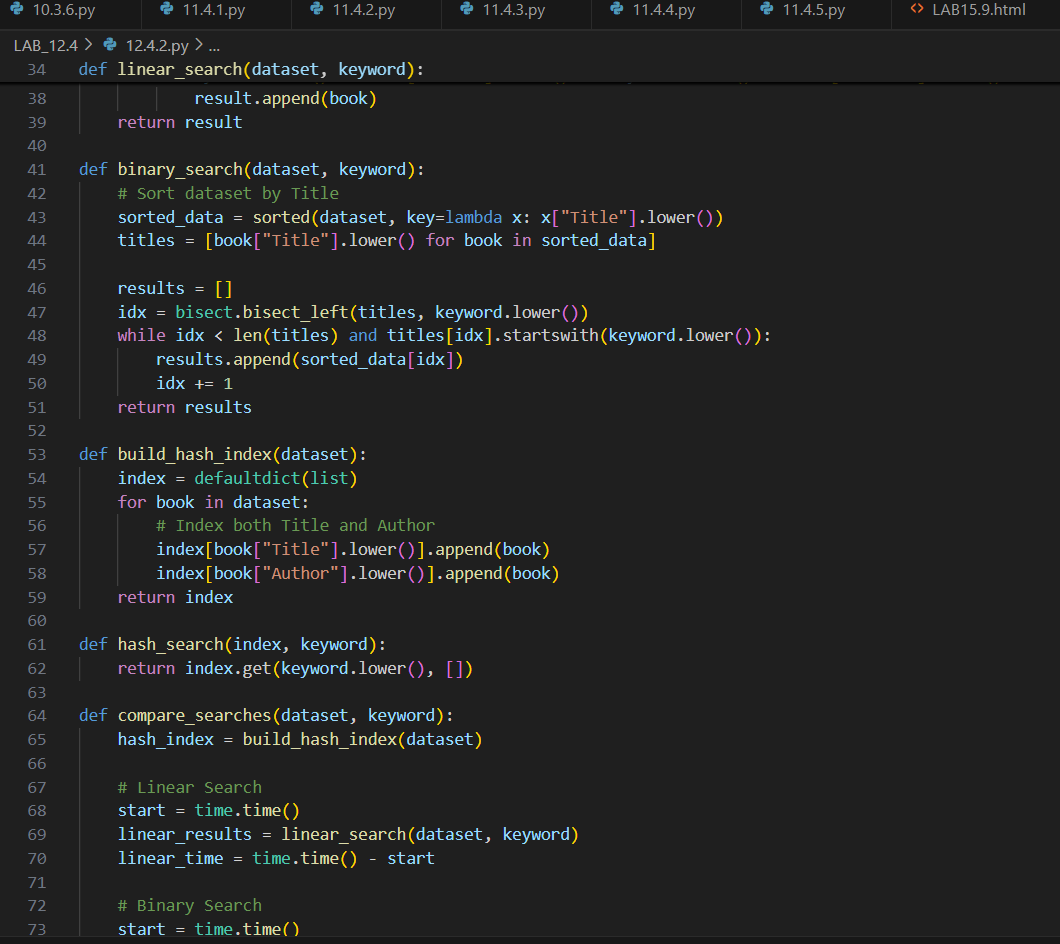 10.3.6.py 11.4.1.py 11.4.2.py 11.4.3.py 11.4.4.py 11.4.5.py <> LAB15.9.html
LAB_12.4 > 12.4.2.py > ...
34 def linear_search(dataset, keyword):
38             result.append(book)
39     return result
40
41 def binary_search(dataset, keyword):
42     # Sort dataset by Title
43     sorted_data = sorted(dataset, key=lambda x: x["Title"].lower())
44     titles = [book["Title"].lower() for book in sorted_data]
45
46     results = []
47     idx = bisect.bisect_left(titles, keyword.lower())
48     while idx < len(titles) and titles[idx].startswith(keyword.lower()):
49         results.append(sorted_data[idx])
50         idx += 1
51     return results
52
53 def build_hash_index(dataset):
54     index = defaultdict(list)
55     for book in dataset:
56         # Index both Title and Author
57         index[book["Title"].lower()].append(book)
58         index[book["Author"].lower()].append(book)
59     return index
60
61 def hash_search(index, keyword):
62     return index.get(keyword.lower(), [])
63
64 def compare_searches(dataset, keyword):
65     hash_index = build_hash_index(dataset)
66
67     # Linear Search
68     start = time.time()
69     linear_results = linear_search(dataset, keyword)
70     linear_time = time.time() - start
71
72     # Binary Search
73     start = time.time()